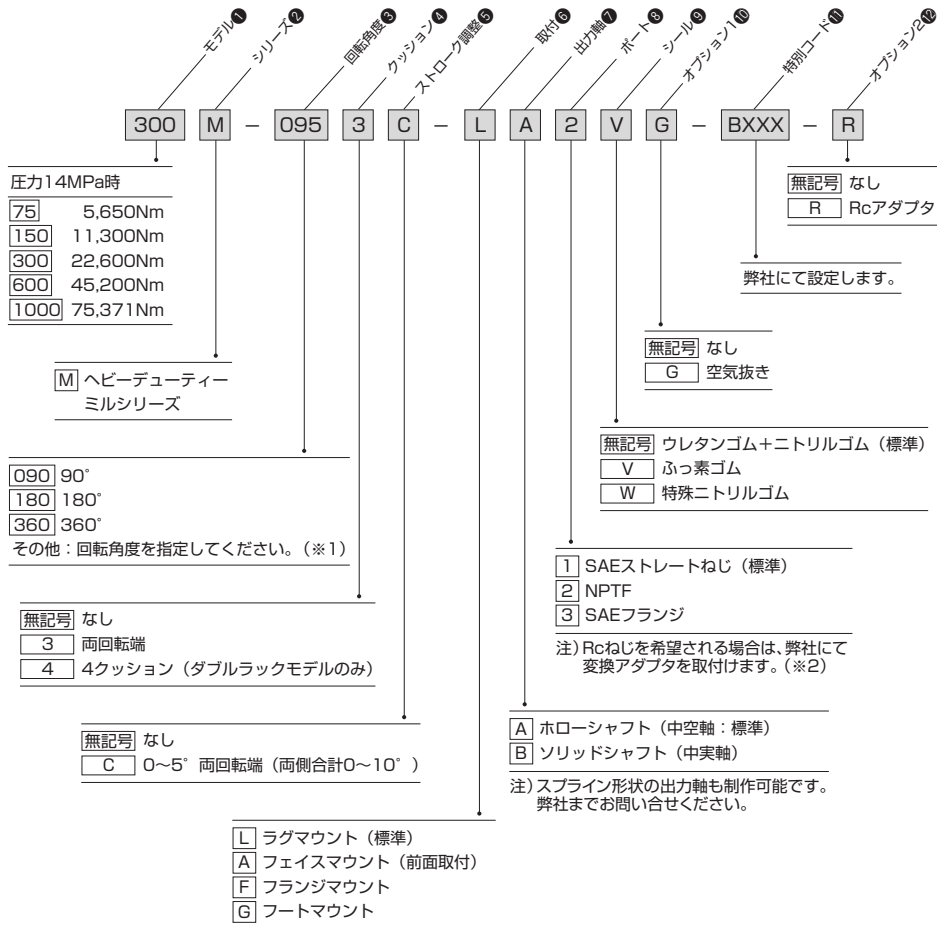 モデル❶
シリーズ❷
回転角度❸
クッション❹
ストローク調整❺
取付❻
出力軸❼
ポート❽
シール❾
オプション1❿
特別コード⓫
オプション2⓬
300 M － 095 3 C － L A 2 V G － BXXX － R
圧力14MPa時
75 5,650Nm
150 11,300Nm
300 22,600Nm
600 45,200Nm
1000 75,371Nm
無記号 なし
R Rcアダプタ
弊社にて設定します。
無記号 なし
G 空気抜き
M ヘビーデューティー
ミルシリーズ
無記号 ウレタンゴム＋ニトリルゴム（標準）
V ふっ素ゴム
W 特殊ニトリルゴム
090 90°
180 180°
360 360°
その他：回転角度を指定してください。（※1）
1 SAEストレートねじ（標準）
2 NPTF
3 SAEフランジ
注）Rcねじを希望される場合は、弊社にて
変換アダプタを取付けます。（※2）
無記号 なし
3 両回転端
4 4クッション（ダブルラックモデルのみ）
A ホローシャフト（中空軸：標準）
B ソリッドシャフト（中実軸）
注）スプライン形状の出力軸も制作可能です。
弊社までお問い合せください。
無記号 なし
C 0〜5° 両回転端（両側合計0〜10°）
L ラグマウント（標準）
A フェイスマウント（前面取付）
F フランジマウント
G フートマウント